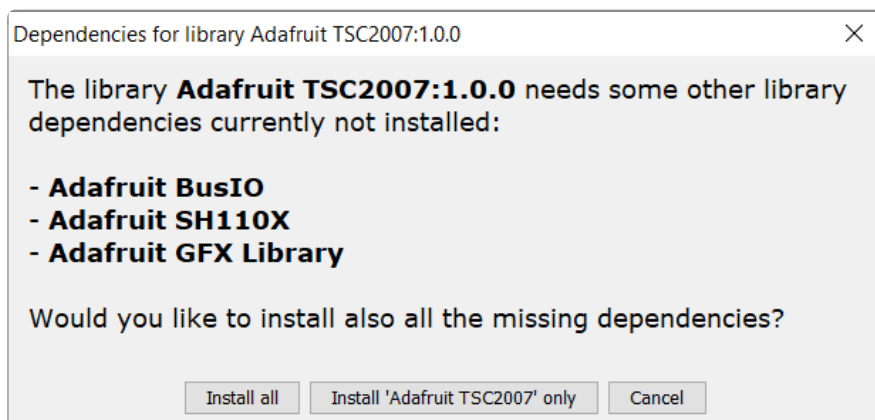 Dependencies for library Adafruit TSC2007:1.0.0
The library Adafruit TSC2007:1.0.0 needs some other library
dependencies currently not installed:
- Adafruit BusIO
- Adafruit SH110X
- Adafruit GFX Library
Would you like to install also all the missing dependencies?
Install all Install 'Adafruit TSC2007' only Cancel